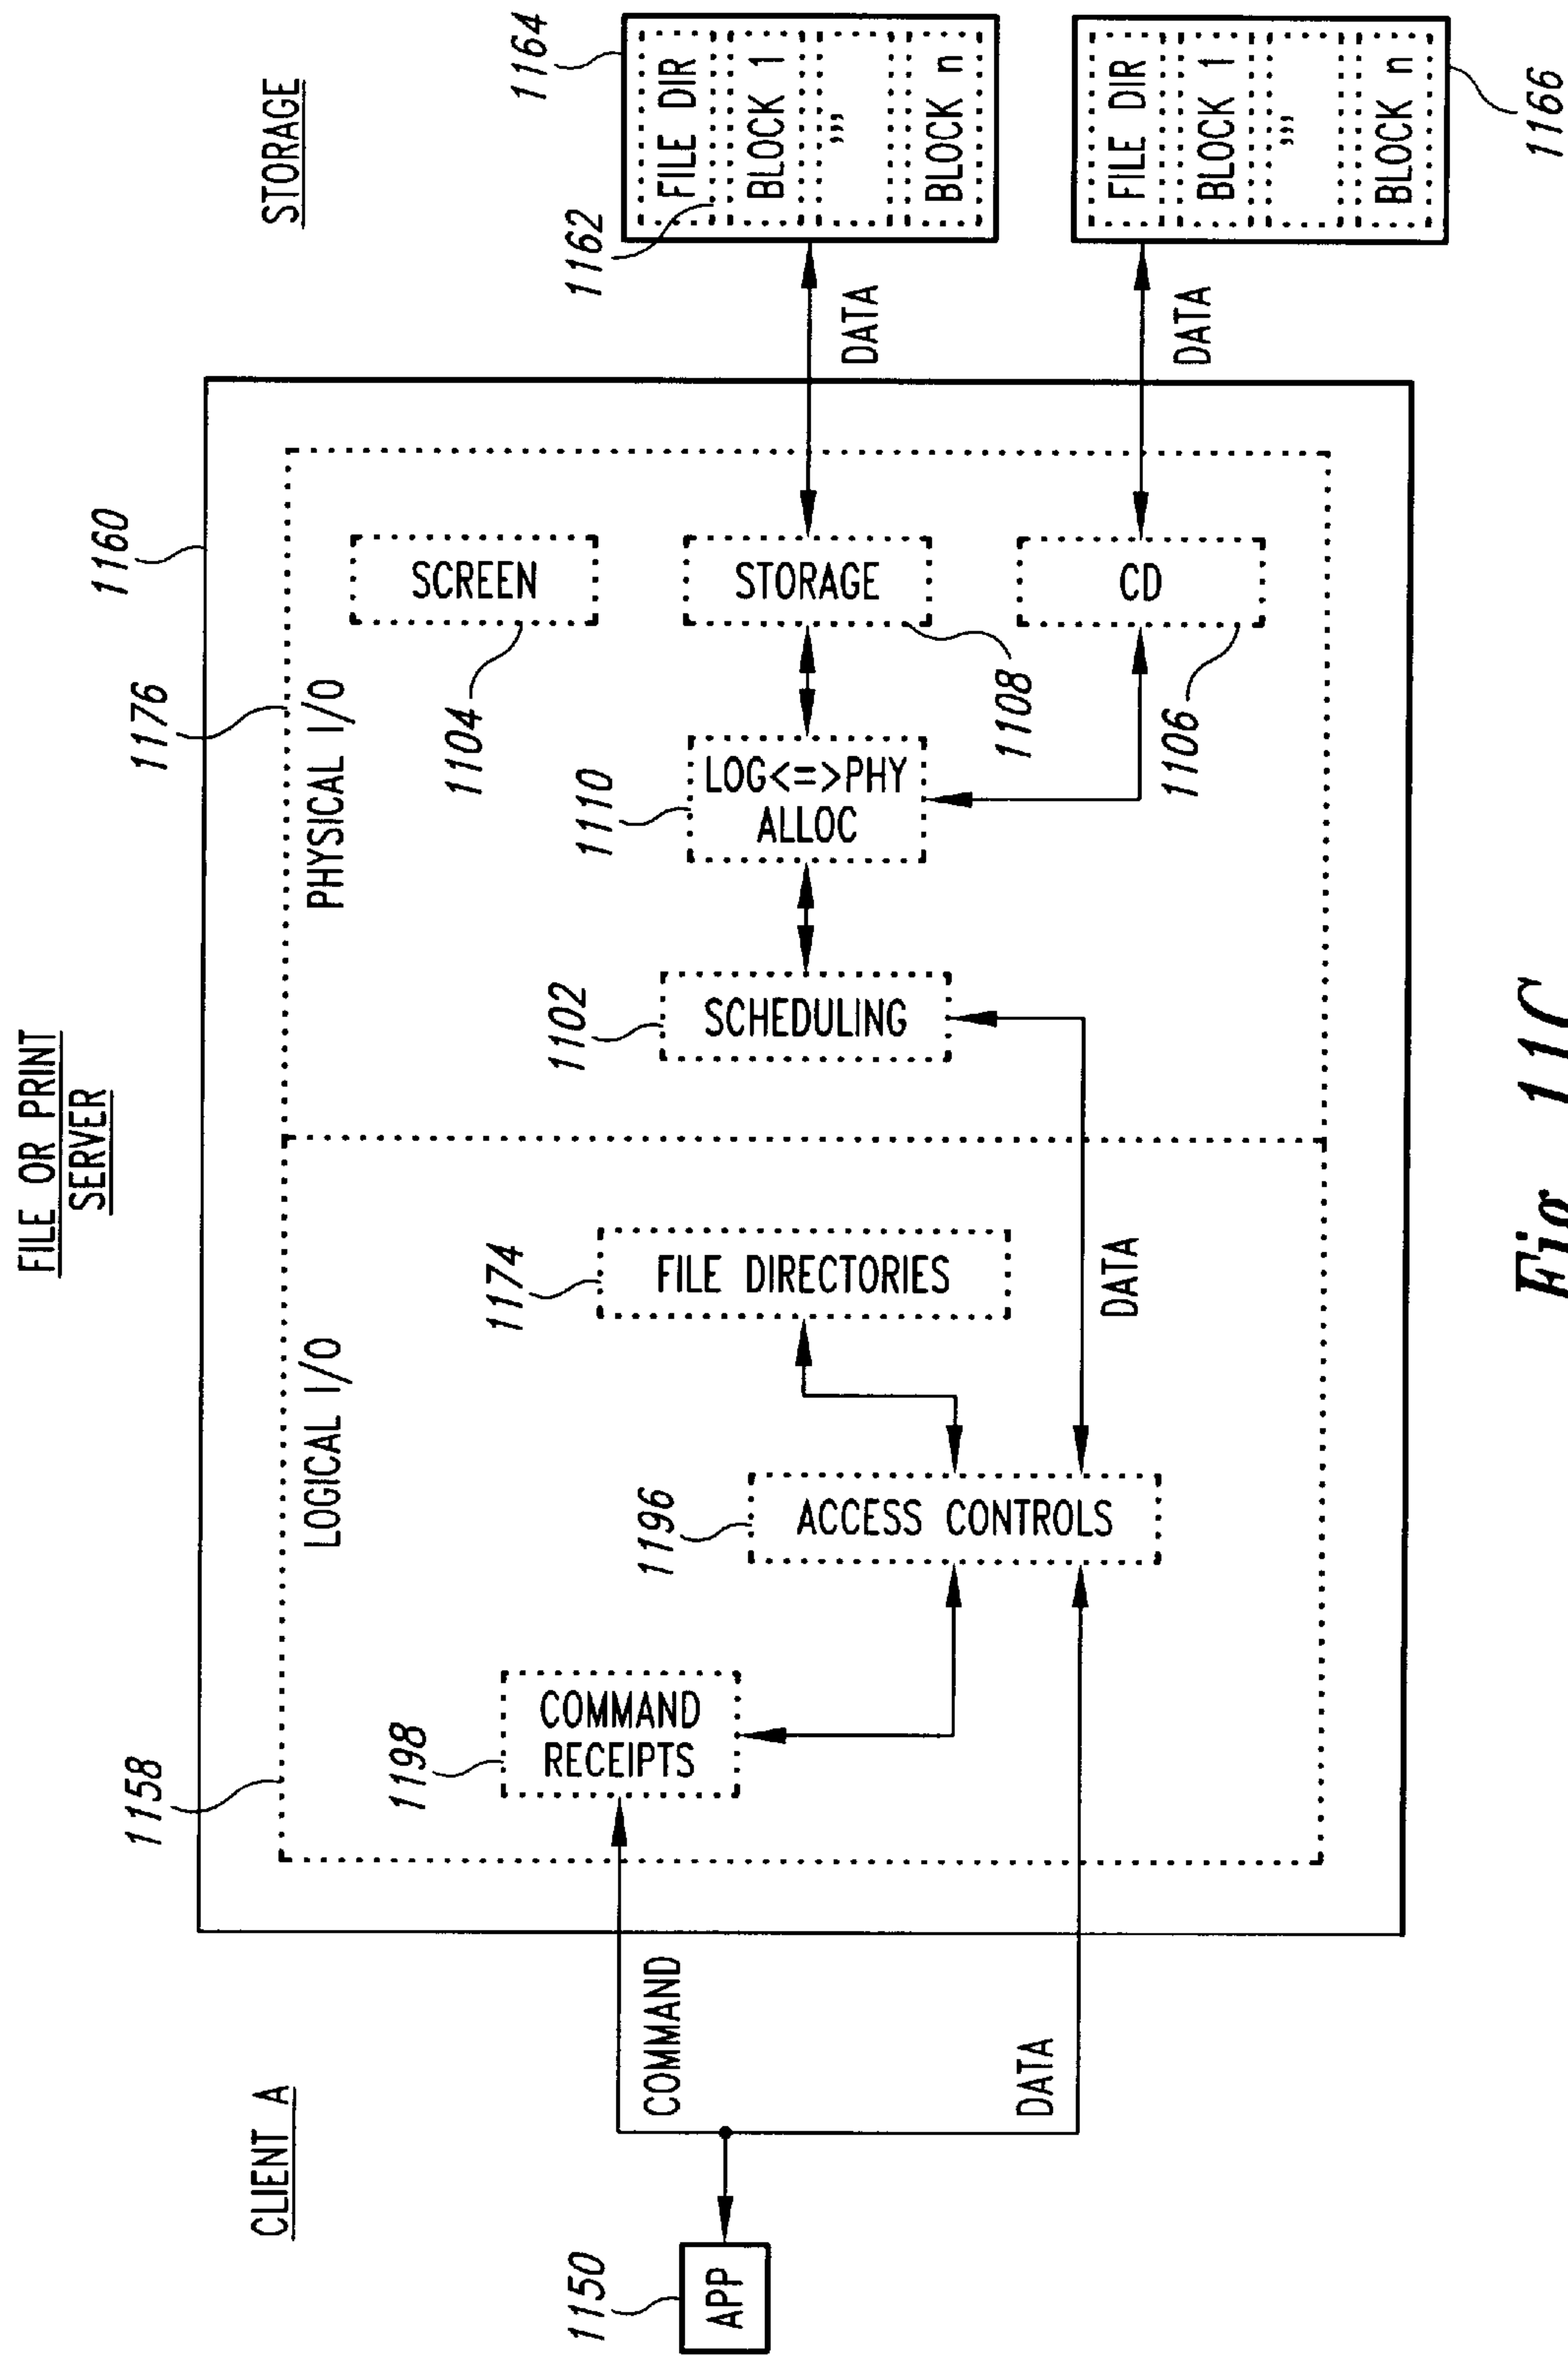 FILE OR PRINT
SERVER
CLIENT A
STORAGE
1158
1176
1160
LOGICAL I/O
PHYSICAL I/O
1150
APP
COMMAND
DATA
1198
COMMAND
RECEIPTS
1196
ACCESS CONTROLS
1174
FILE DIRECTORIES
DATA
1102
SCHEDULING
1110
LOG<=>PHY
ALLOC
1104
SCREEN
STORAGE
1108
CD
1106
DATA
DATA
1162
1164
FILE DIR
BLOCK 1
,,,
BLOCK n
FILE DIR
BLOCK 1
,,,
BLOCK n
1166
Fig. 11C